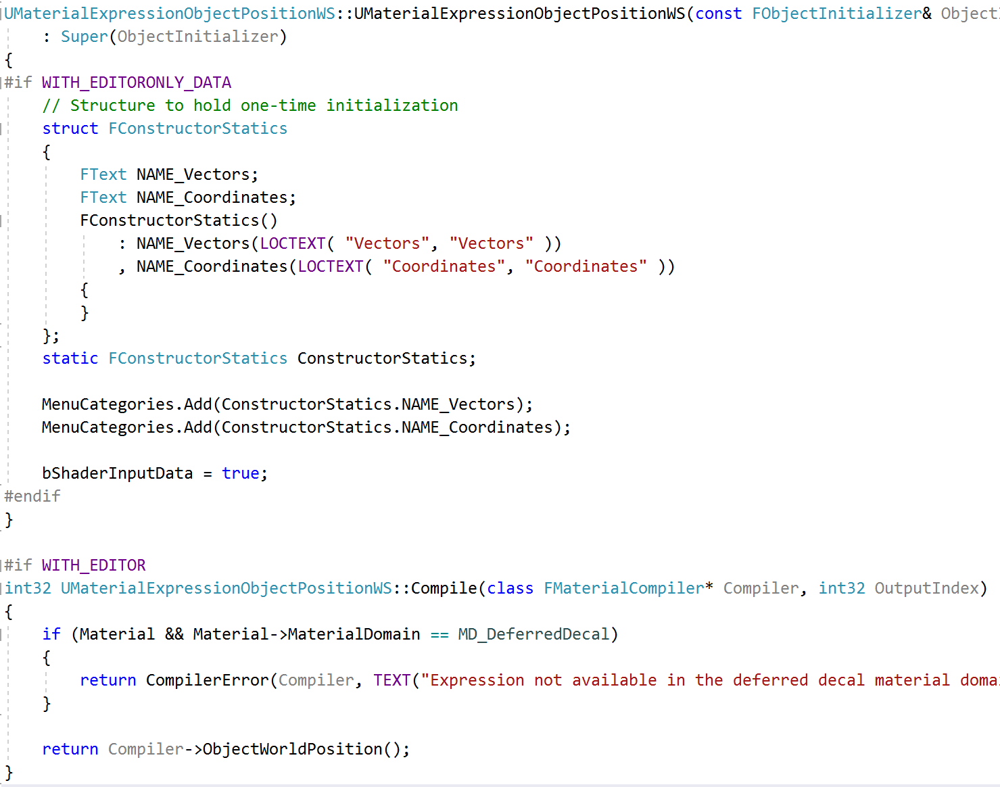 UMaterialExpressionObjectPositionWS::UMaterialExpressionObjectPositionWS(const FObjectInitializer& Object
: Super(ObjectInitializer)
{
#if WITH_EDITORONLY_DATA
// Structure to hold one-time initialization
struct FConstructorStatics
{
FText NAME_Vectors;
FText NAME_Coordinates;
FConstructorStatics()
: NAME_Vectors(LOCTEXT( "Vectors", "Vectors" ))
, NAME_Coordinates(LOCTEXT( "Coordinates", "Coordinates" ))
{
}
};
static FConstructorStatics ConstructorStatics;
MenuCategories.Add(ConstructorStatics.NAME_Vectors);
MenuCategories.Add(ConstructorStatics.NAME_Coordinates);
bShaderInputData = true;
#endif
}
#if WITH_EDITOR
int32 UMaterialExpressionObjectPositionWS::Compile(class FMaterialCompiler* Compiler, int32 OutputIndex)
{
if (Material && Material->MaterialDomain == MD_DeferredDecal)
{
return CompilerError(Compiler, TEXT("Expression not available in the deferred decal material doma
}
return Compiler->ObjectWorldPosition();
}